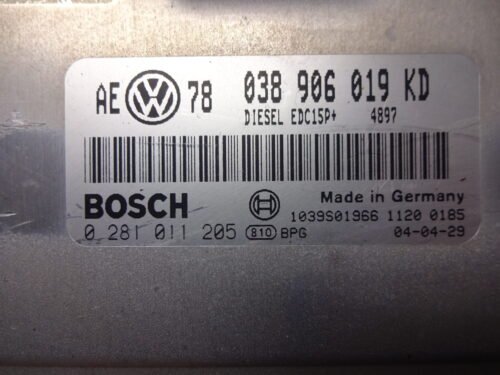 AE VW 78 038 906 019 KD
DIESEL EDC15P+ 4897
BOSCH Made in Germany
1039S01966 1120 0185
0 281 011 205 810 BPG 04-04-29